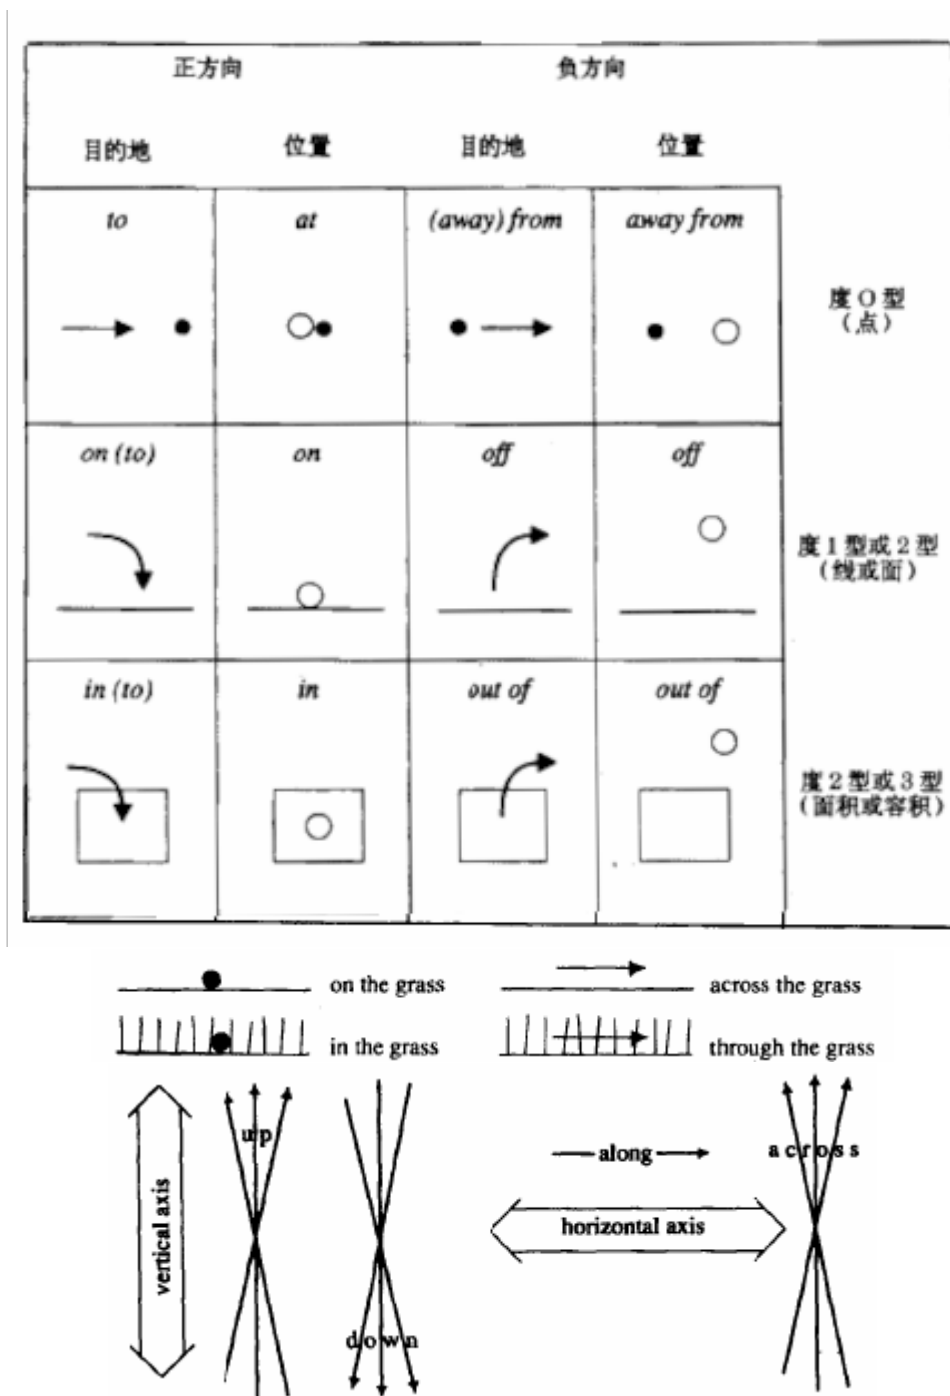 正方向 负方向
目的地 位置 目的地 位置
to at (away) from away from
度 O 型
(点)
on (to) on off off
度 1 型或 2 型
(线或面)
in (to) in out of out of
度 2 型或 3 型
(面积或容积)
on the grass across the grass
in the grass through the grass
up
along across
vertical axis
horizontal axis
down